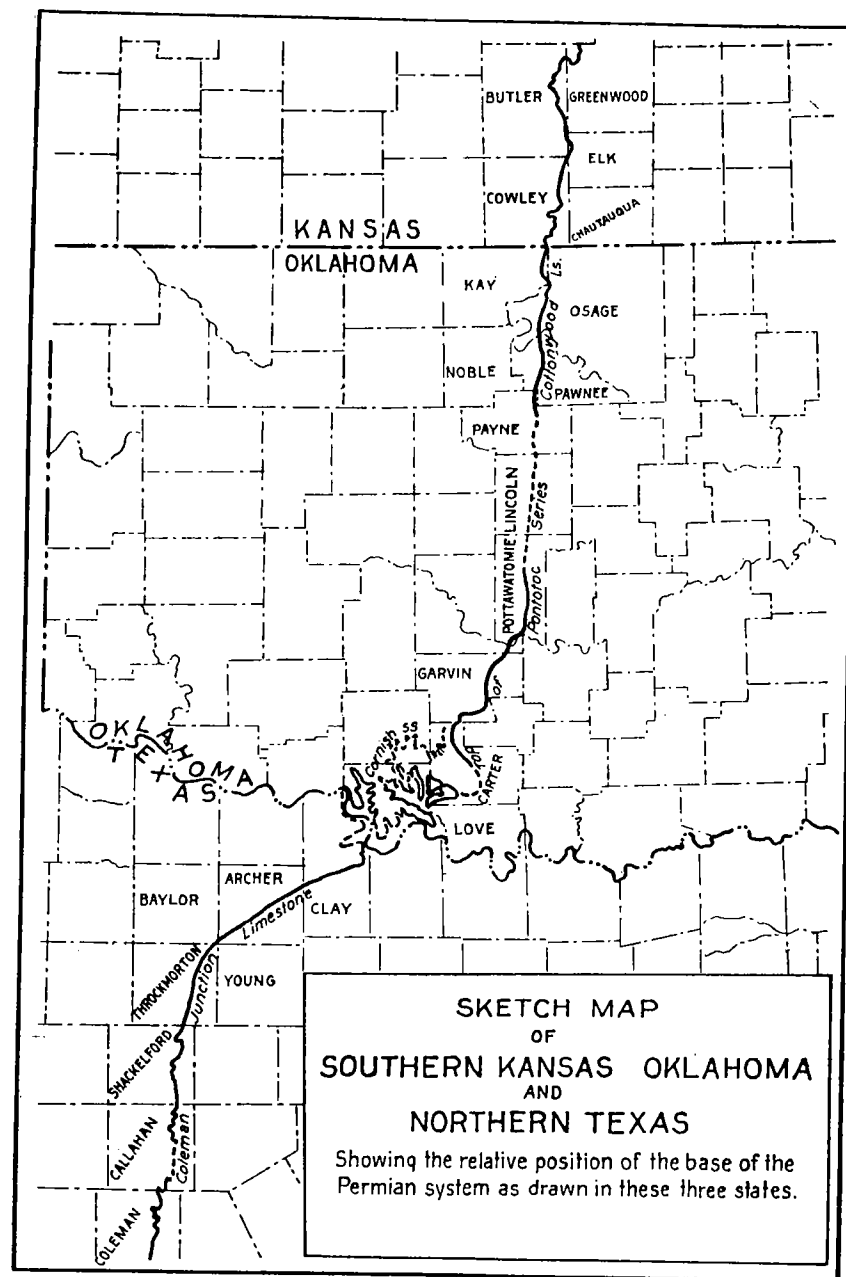 BUTLER
GREENWOOD
ELK
COWLEY
CHAUTAUQUA
KANSAS
OKLAHOMA
KAY
Ls.
OSAGE
Cottonwood
NOBLE
PAWNEE
PAYNE
LINCOLN
Series
POTTAWATOMIE
Pontotoc
GARVIN
of
OKLAHOMA
TEXAS
Cornish
SS
Top
CARTER
LOVE
ARCHER
BAYLOR
Limestone
CLAY
THROCKMORTON
Junction
YOUNG
SHACKELFORD
CALLAHAN
Coleman
COLEMAN
SKETCH MAP
OF
SOUTHERN KANSAS OKLAHOMA
AND
NORTHERN TEXAS
Showing the relative position of the base of the
Permian system as drawn in these three states.